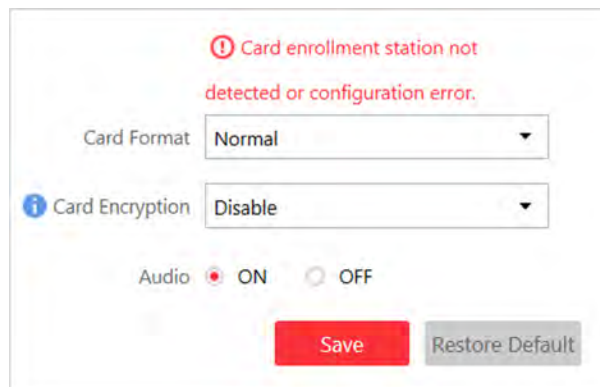 Card enrollment station not
detected or configuration error.
Card Format Normal
Card Encryption Disable
Audio ON OFF
Save Restore Default